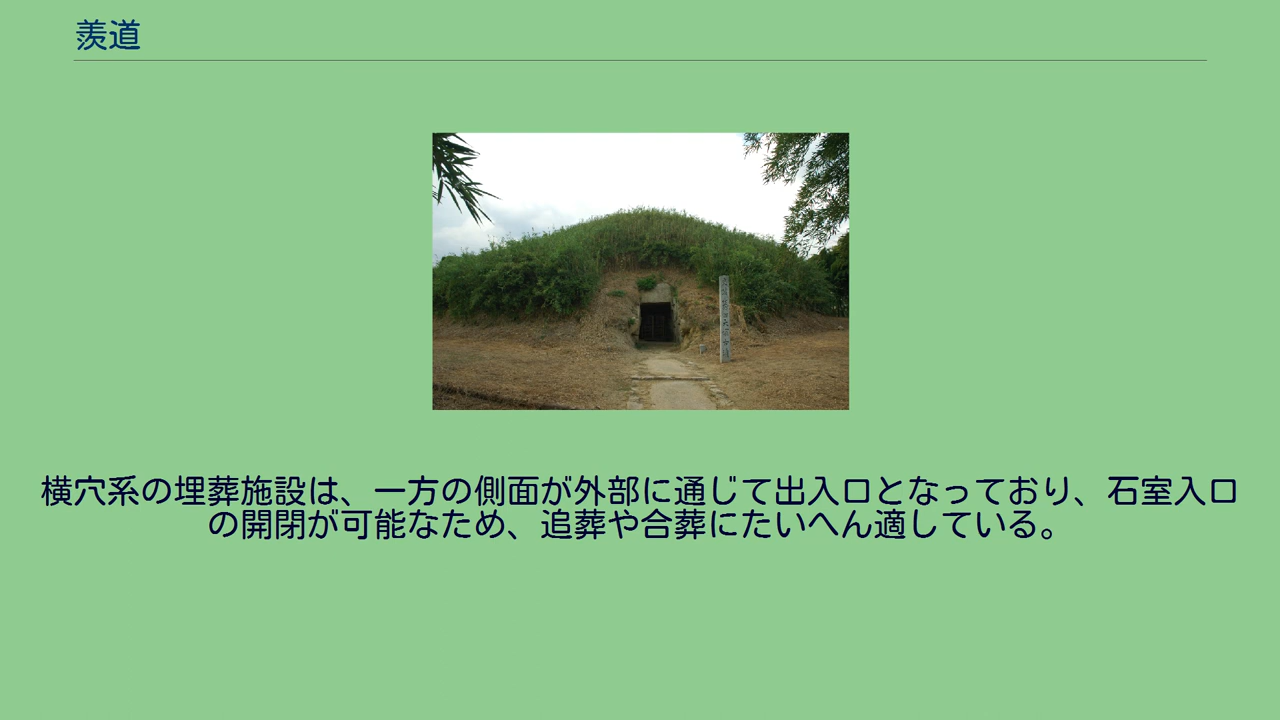 羨道
横穴系の埋葬施設は、一方の側面が外部に通じて出入口となっており、石室入口
の開閉が可能なため、追葬や合葬にたいへん適している。